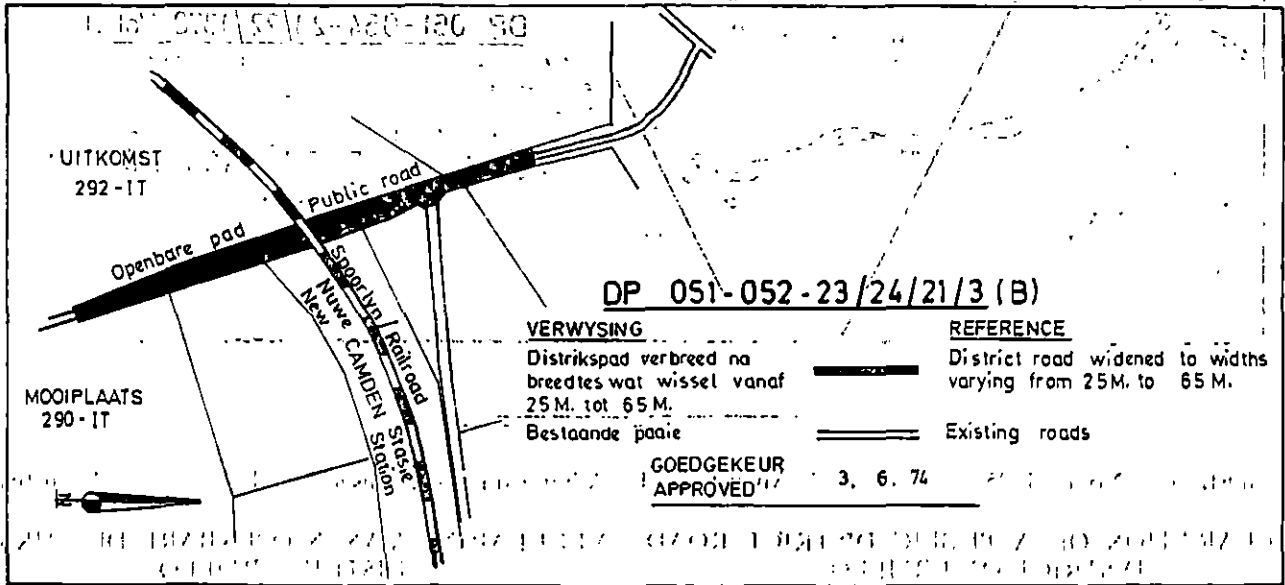 UITKOMST
292-IT
Public road
Openbare pad
Spoorlyn/Railroad
Nuwe CAMDEN Stasie
New Station
MOOIPLAATS
290-IT
N
DP 051-052-23/24/21/3 (B)
VERWYSING
Distrikspad verbreed na
breedtes wat wissel vanaf
25 M. tot 65 M.
Bestaande paaie
REFERENCE
District road widened to widths
varying from 25 M. to 65 M.
Existing roads
GOEDGEKEUR
APPROVED
3. 6. 74